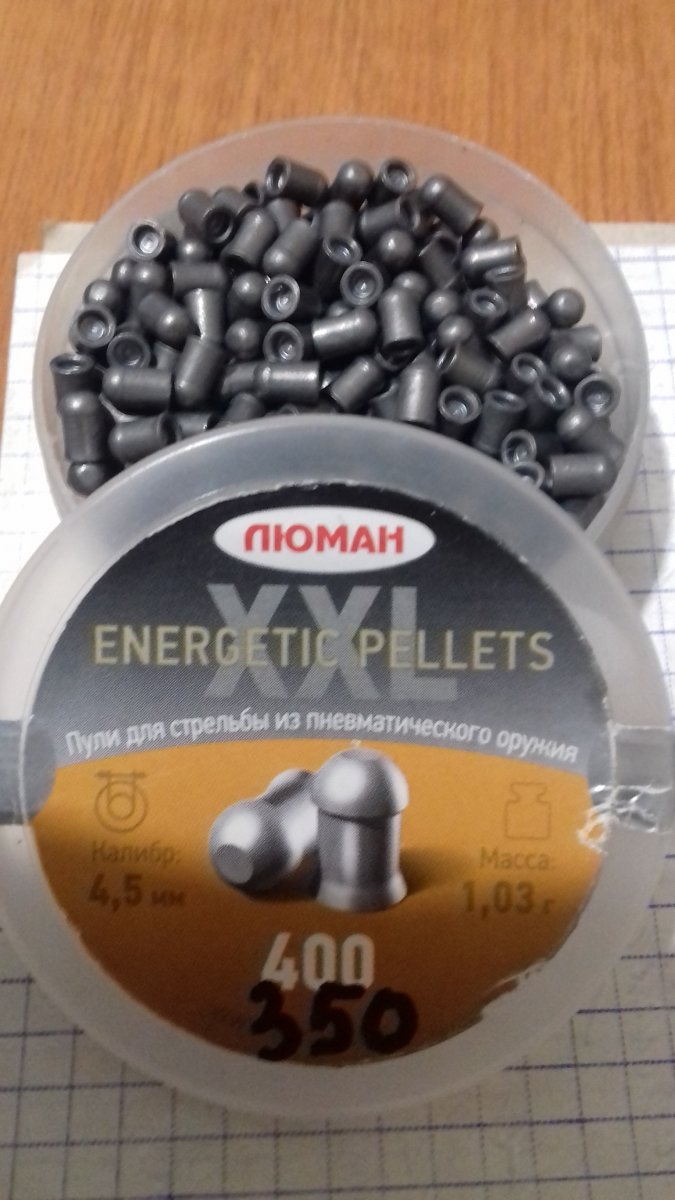 ЛЮМАН
XXL
ENERGETIC PELLETS
Пули для стрельбы из пневматического оружия
Калибр:
4,5 мм
Масса:
1,03 г
400
350